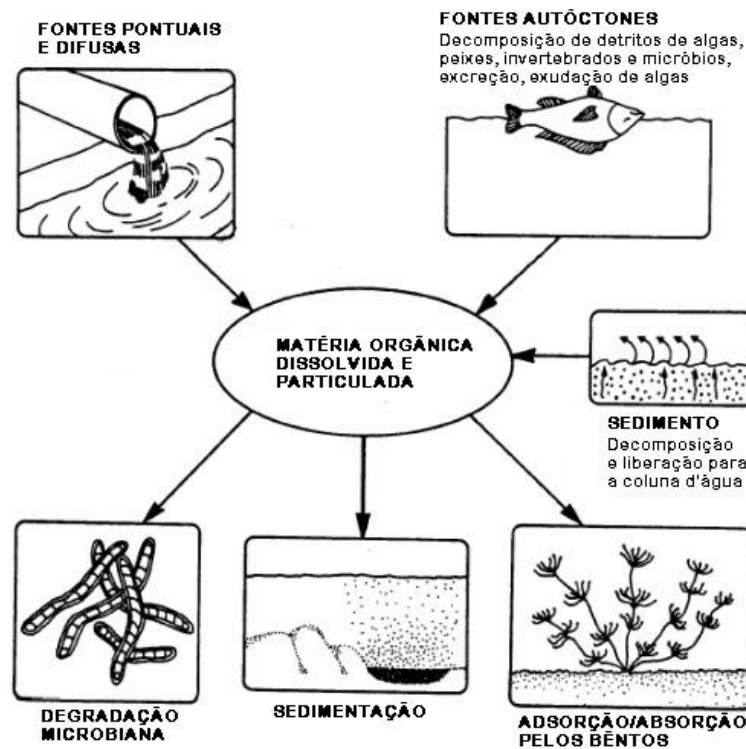 FONTES PONTUAIS
E DIFUSAS
FONTES AUTÓCTONES
Decomposição de detritos de algas,
peixes, invertebrados e micróbios,
excreção, exudação de algas
MATÉRIA ORGÂNICA
DISSOLVIDA E
PARTICULADA
SEDIMENTO
Decomposição
e liberação para
a coluna d'água
DEGRADAÇÃO
MICROBIANA
SEDIMENTAÇÃO
ADSORÇÃO/ABSORÇÃO
PELOS BÊNTOS